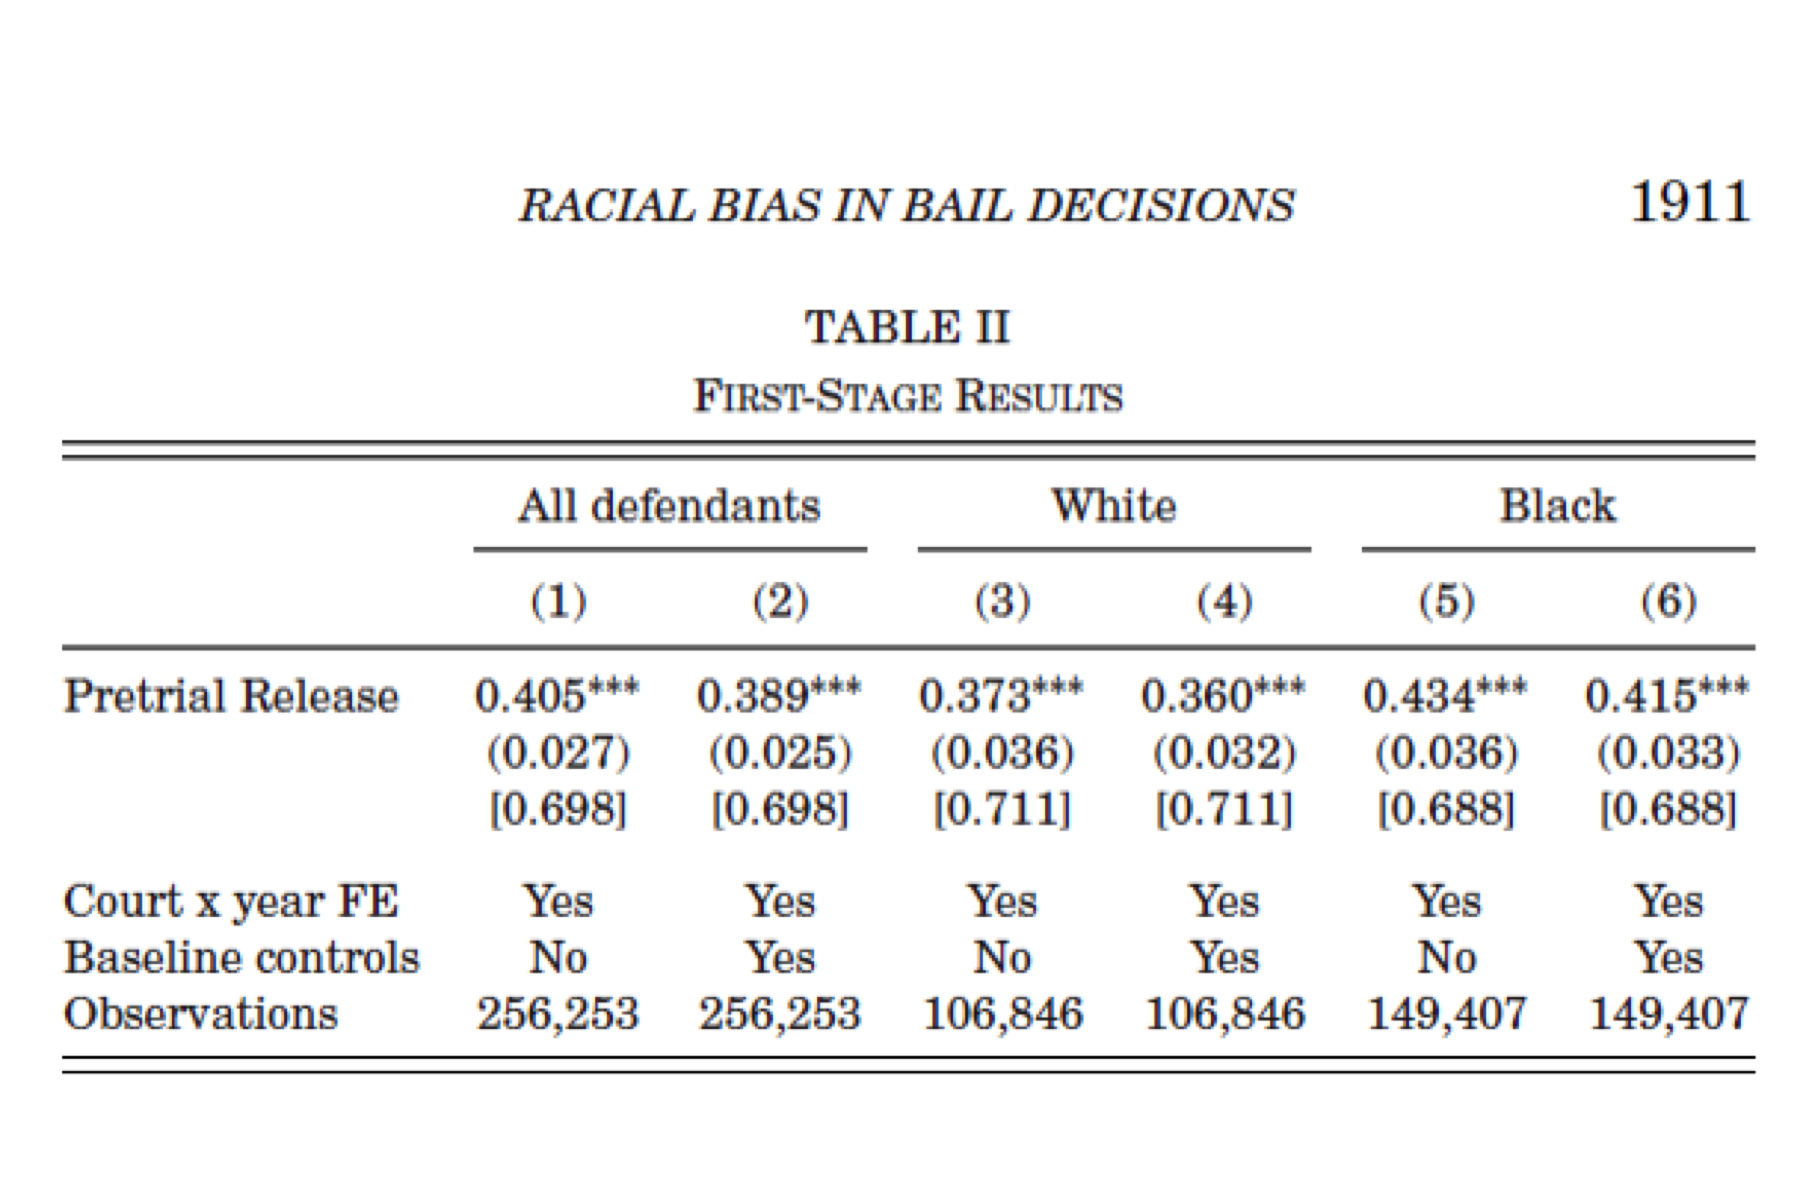 RACIAL BIAS IN BAIL DECISIONS 1911
TABLE II
FIRST-STAGE RESULTS
All defendants White Black
(1) (2) (3) (4) (5) (6)
Pretrial Release 0.405*** 0.389*** 0.373*** 0.360*** 0.434*** 0.415***
(0.027) (0.025) (0.036) (0.032) (0.036) (0.033)
[0.698] [0.698] [0.711] [0.711] [0.688] [0.688]
Court x year FE Yes Yes Yes Yes Yes Yes
Baseline controls No Yes No Yes No Yes
Observations 256,253 256,253 106,846 106,846 149,407 149,407